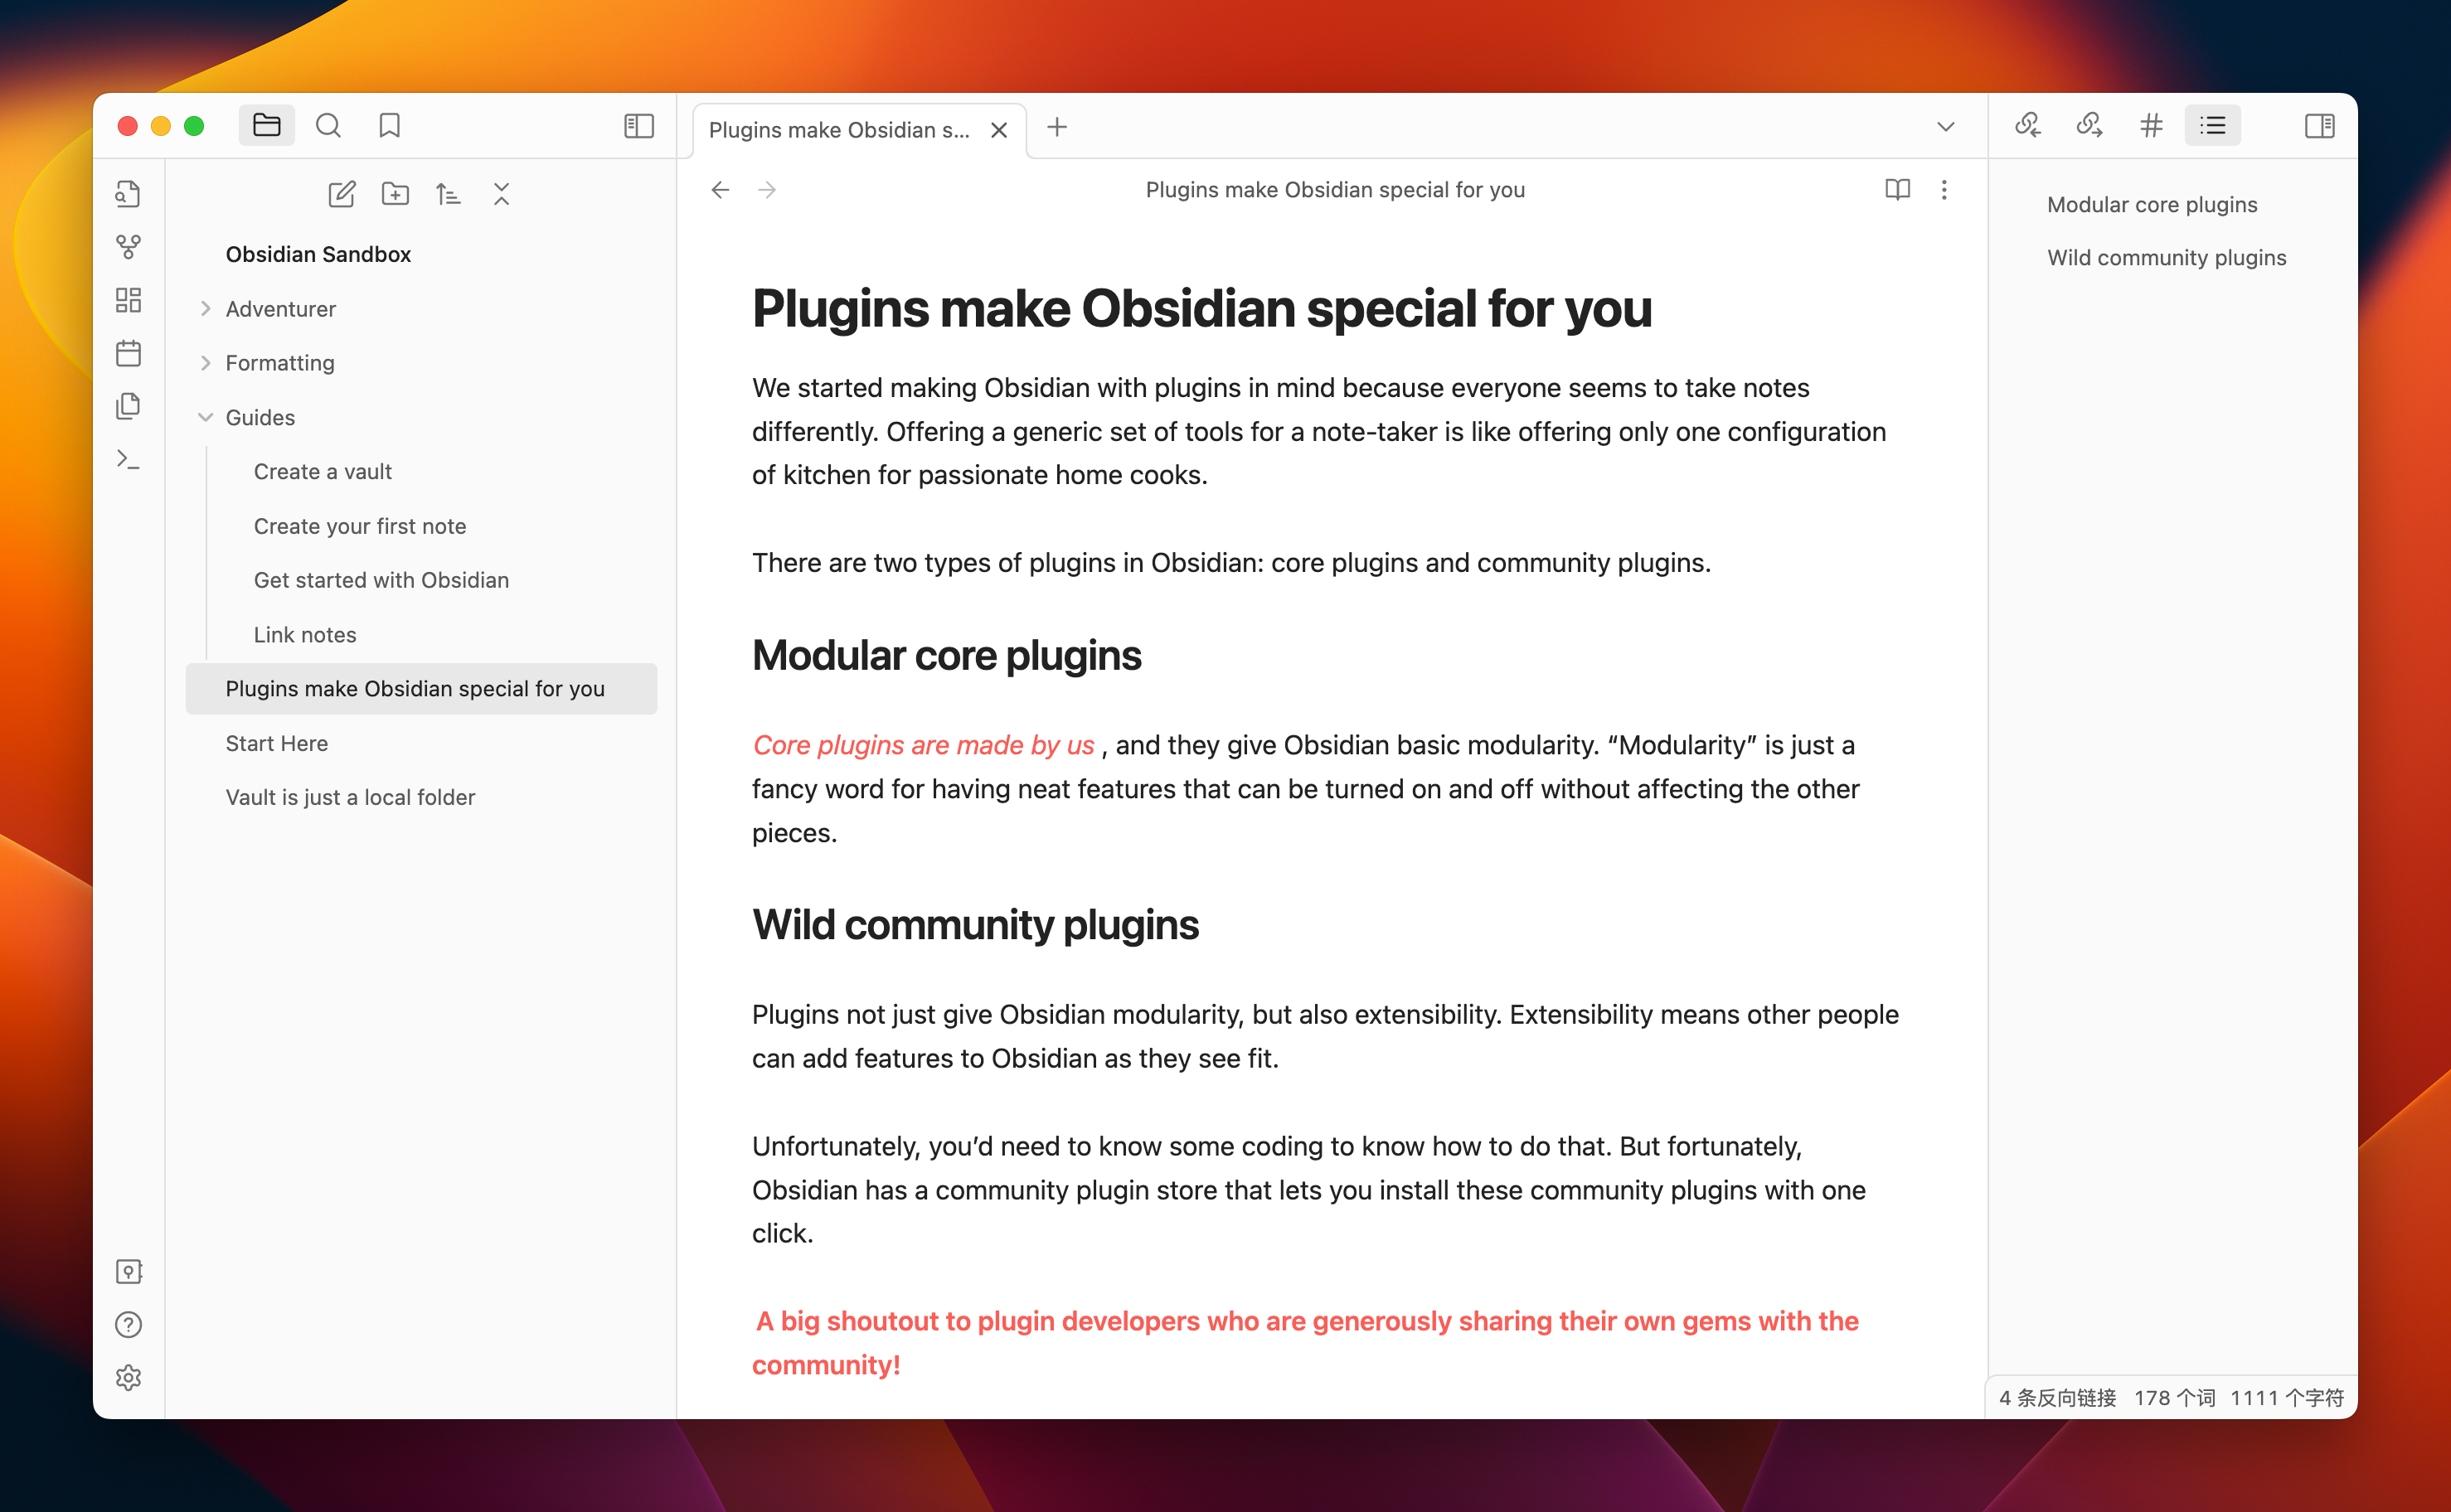 Plugins make Obsidian s...
Obsidian Sandbox
Adventurer
Formatting
Guides
Create a vault
Create your first note
Get started with Obsidian
Link notes
Plugins make Obsidian special for you
Start Here
Vault is just a local folder
Plugins make Obsidian special for you
Plugins make Obsidian special for you
We started making Obsidian with plugins in mind because everyone seems to take notes
differently. Offering a generic set of tools for a note-taker is like offering only one configuration
of kitchen for passionate home cooks.
There are two types of plugins in Obsidian: core plugins and community plugins.
Modular core plugins
Core plugins are made by us , and they give Obsidian basic modularity. “Modularity” is just a
fancy word for having neat features that can be turned on and off without affecting the other
pieces.
Wild community plugins
Plugins not just give Obsidian modularity, but also extensibility. Extensibility means other people
can add features to Obsidian as they see fit.
Unfortunately, you’d need to know some coding to know how to do that. But fortunately,
Obsidian has a community plugin store that lets you install these community plugins with one
click.
A big shoutout to plugin developers who are generously sharing their own gems with the
community!
Modular core plugins
Wild community plugins
4 条反向链接 178 个词 1111 个字符